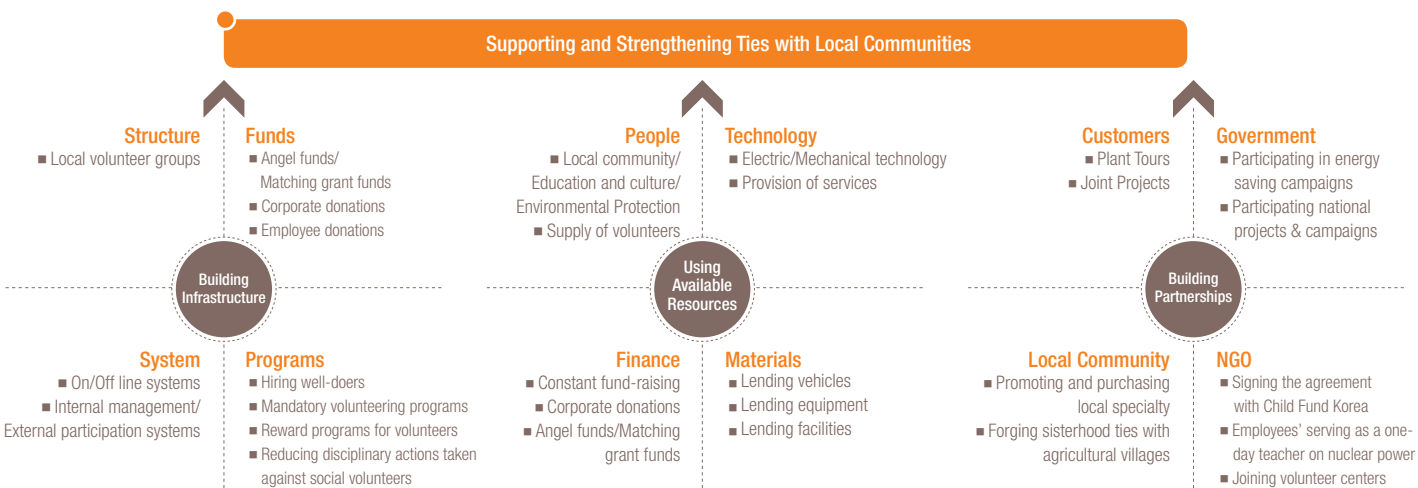 Supporting and Strengthening Ties with Local Communities
Structure
■ Local volunteer groups
Funds
■ Angel funds/
Matching grant funds
■ Corporate donations
■ Employee donations
Building
Infrastructure
System
■ On/Off line systems
■ Internal management/
External participation systems
Programs
■ Hiring well-doers
■ Mandatory volunteering programs
■ Reward programs for volunteers
■ Reducing disciplinary actions taken
against social volunteers
People
■ Local community/
Education and culture/
Environmental Protection
■ Supply of volunteers
Technology
■ Electric/Mechanical technology
■ Provision of services
Using
Available
Resources
Finance
■ Constant fund-raising
■ Corporate donations
■ Angel funds/Matching
grant funds
Materials
■ Lending vehicles
■ Lending equipment
■ Lending facilities
Customers
■ Plant Tours
■ Joint Projects
Government
■ Participating in energy
saving campaigns
■ Participating national
projects & campaigns
Building
Partnerships
Local Community
■ Promoting and purchasing
local specialty
■ Forging sisterhood ties with
agricultural villages
NGO
■ Signing the agreement
with Child Fund Korea
■ Employees’ serving as a one-
day teacher on nuclear power
■ Joining volunteer centers